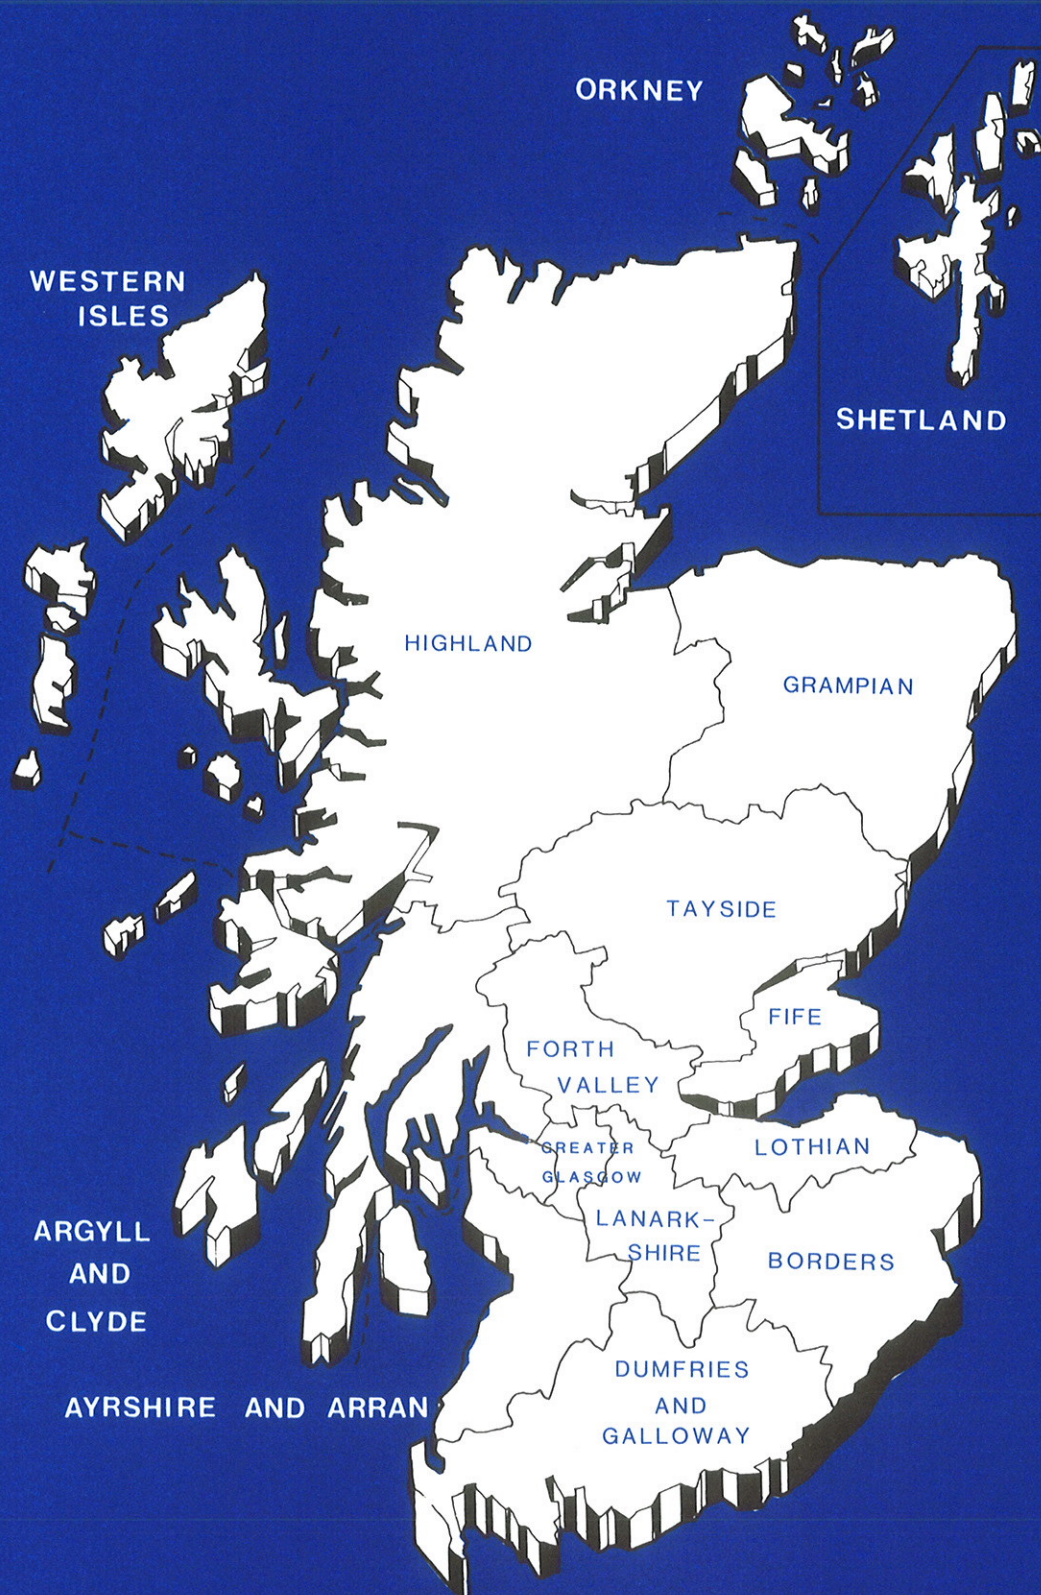 ORKNEY
WESTERN
ISLES
SHETLAND
HIGHLAND
GRAMPIAN
TAYSIDE
FIFE
FORTH
VALLEY
GREATER
GLASGOW
LOTHIAN
LANARK-
SHIRE
BORDERS
ARGYLL
AND
CLYDE
DUMFRIES
AND
GALLOWAY
AYRSHIRE AND ARRAN